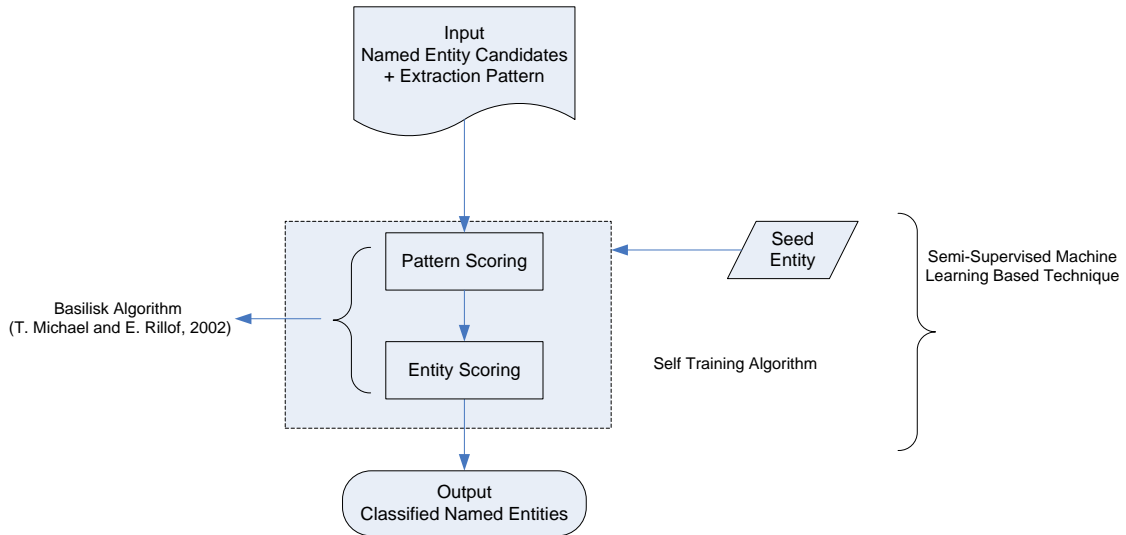 Input
Named Entity Candidates
+ Extraction Pattern
Pattern Scoring
Seed
Entity
Semi-Supervised Machine
Learning Based Technique
Basilisk Algorithm
(T. Michael and E. Rillof, 2002)
Entity Scoring
Self Training Algorithm
Output
Classified Named Entities